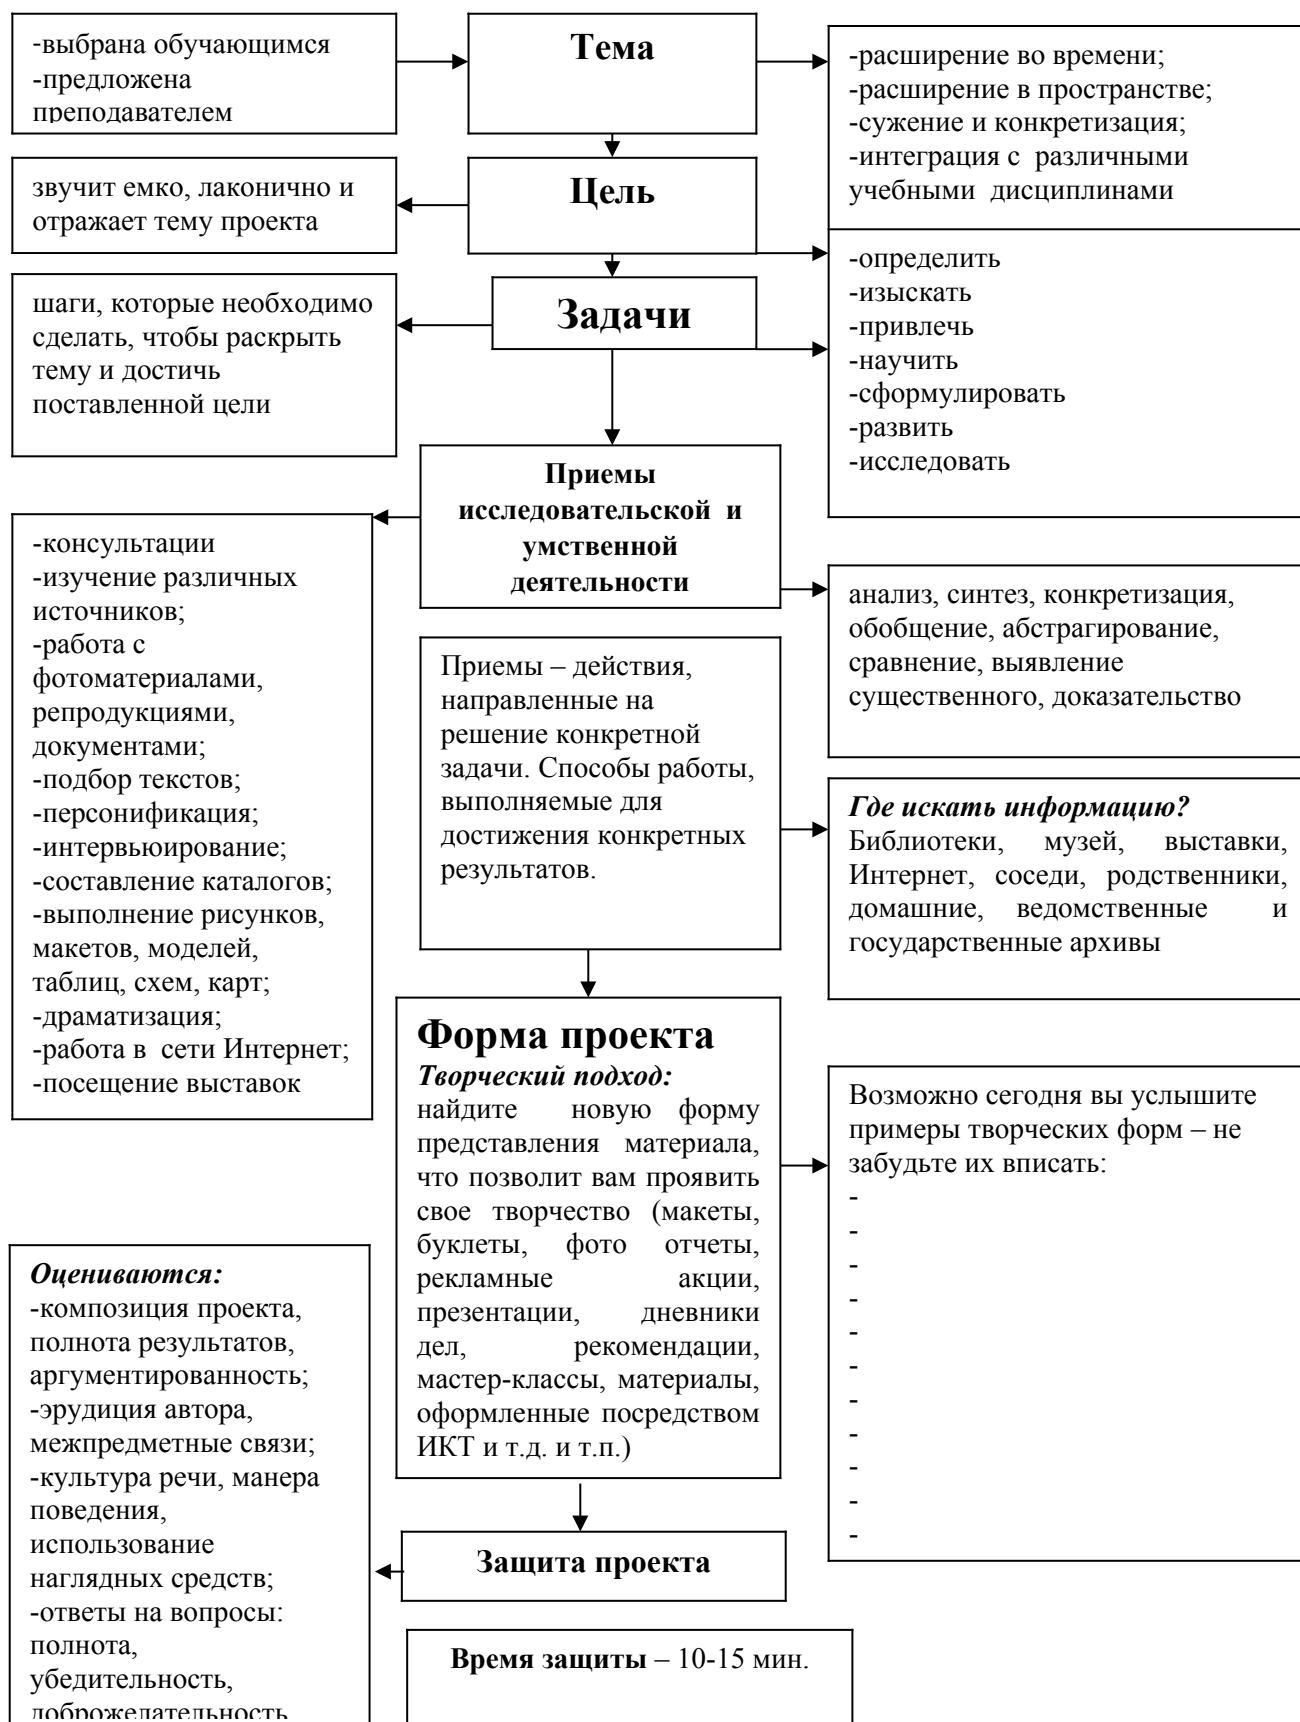 -выбрана обучающимся
-предложена
преподавателем
Тема
-расширение во времени;
-расширение в пространстве;
-сужение и конкретизация;
-интеграция с различными
учебными дисциплинами
звучит емко, лаконично и
отражает тему проекта
Цель
-определить
-изыскать
-привлечь
-научить
-сформулировать
-развить
-исследовать
шаги, которые необходимо
сделать, чтобы раскрыть
тему и достичь
поставленной цели
Задачи
Приемы
исследовательской и
умственной
деятельности
-консультации
-изучение различных
источников;
-работа с
фотоматериалами,
репродукциями,
документами;
-подбор текстов;
-персонификация;
-интервьюирование;
-составление каталогов;
-выполнение рисунков,
макетов, моделей,
таблиц, схем, карт;
-драматизация;
-работа в сети Интернет;
-посещение выставок
анализ, синтез, конкретизация,
обобщение, абстрагирование,
сравнение, выявление
существенного, доказательство
Приемы – действия,
направленные на
решение конкретной
задачи. Способы работы,
выполняемые для
достижения конкретных
результатов.
Где искать информацию?
Библиотеки, музей, выставки,
Интернет, соседи, родственники,
домашние, ведомственные и
государственные архивы
Форма проекта
Творческий подход:
найдите новую форму
представления материала,
что позволит вам проявить
свое творчество (макеты,
буклеты, фото отчеты,
рекламные акции,
презентации, дневники
дел, рекомендации,
мастер-классы, материалы,
оформленные посредством
ИКТ и т.д. и т.п.)
Возможно сегодня вы услышите
примеры творческих форм – не
забудьте их вписать:
-
-
-
-
-
-
-
-
-
-
-
Оцениваются:
-композиция проекта,
полнота результатов,
аргументированность;
-эрудиция автора,
межпредметные связи;
-культура речи, манера
поведения,
использование
наглядных средств;
-ответы на вопросы:
полнота,
убедительность,
доброжелательность
Защита проекта
Время защиты – 10-15 мин.